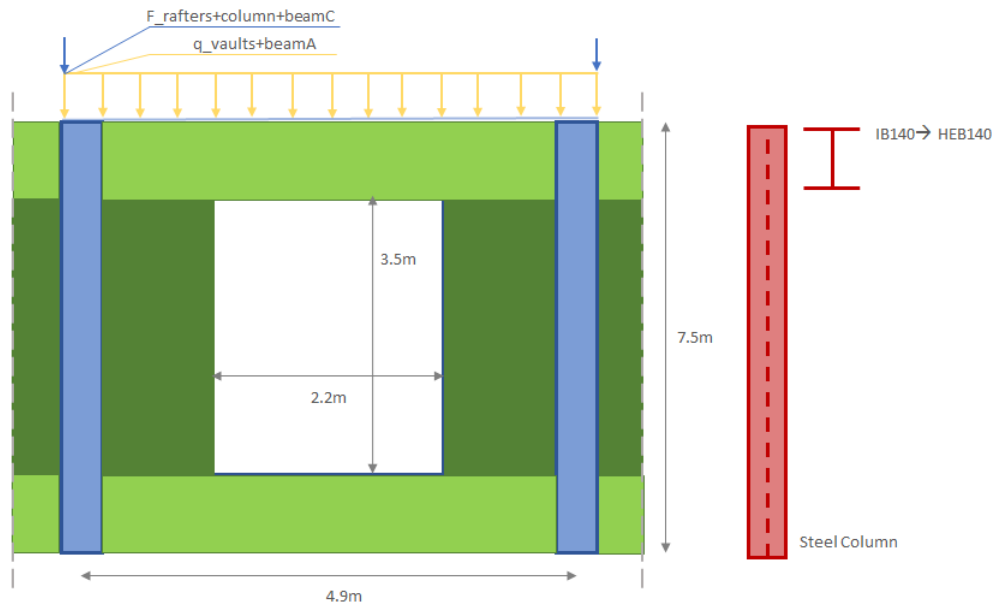 F_rafters+column+beamC
q_vaults+beamA
IB140→ HEB140
3.5m
7.5m
2.2m
Steel Column
4.9m